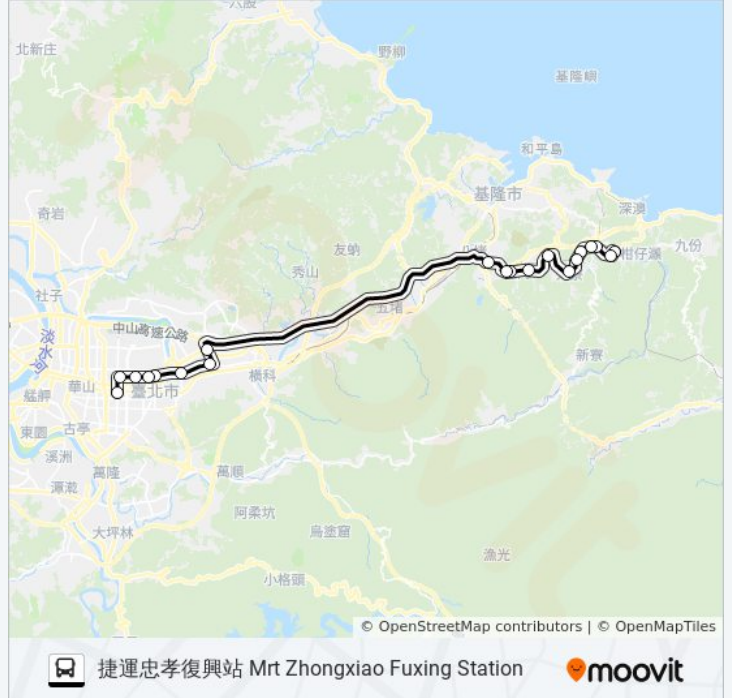 八股
北新庄
野柳
基隆嶼
和平島
基隆市
深澳
奇岩
友蚋
柑仔瀨
九份
秀山
社子
中山高速公路
五堵
淡水河
新寮
橫科
華山
臺北市
艋舺
東園
古亭
溪洲
萬隆
萬順
潭漧
阿柔坑
大坪林
烏塗窟
漁光
小格頭
© OpenStreetMap contributors | © OpenMapTiles
捷運忠孝復興站 Mrt Zhongxiao Fuxing Station
moovit